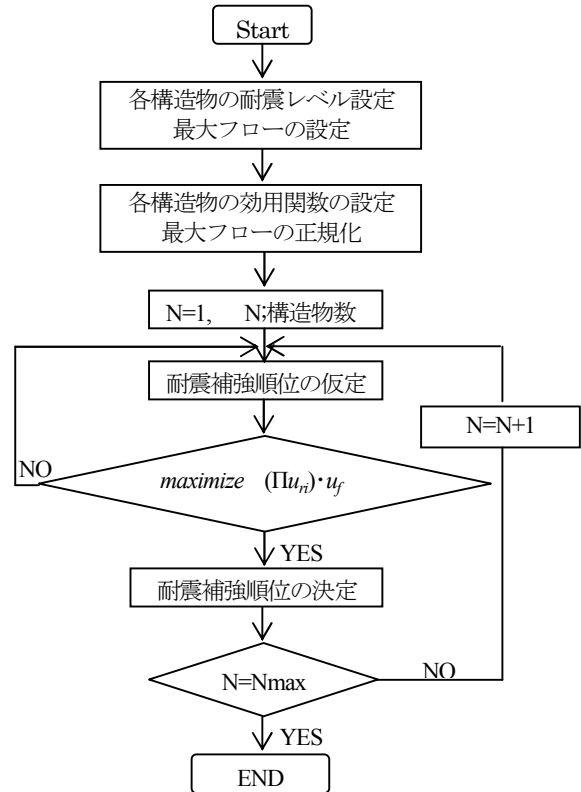 Start
各構造物の耐震レベル設定
最大フローの設定
各構造物の効用関数の設定
最大フローの正規化
N=1, N;構造物数
耐震補強順位の仮定
N=N+1
NO
maximize (Πu_ri)・u_f
YES
耐震補強順位の決定
N=Nmax
NO
YES
END